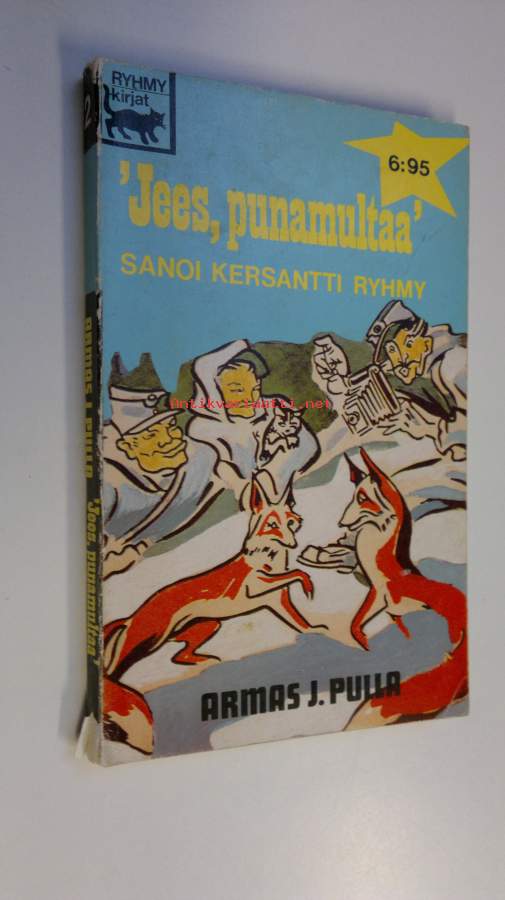 RYHMY
kirjat
6:95
'Jees, punamultaa'
SANOI KERSANTTI RYHMY
Antikvariaatti.net
ARMAS J. PULLA
2
ARMAS J. PULLA 'Jees, punamultaa'